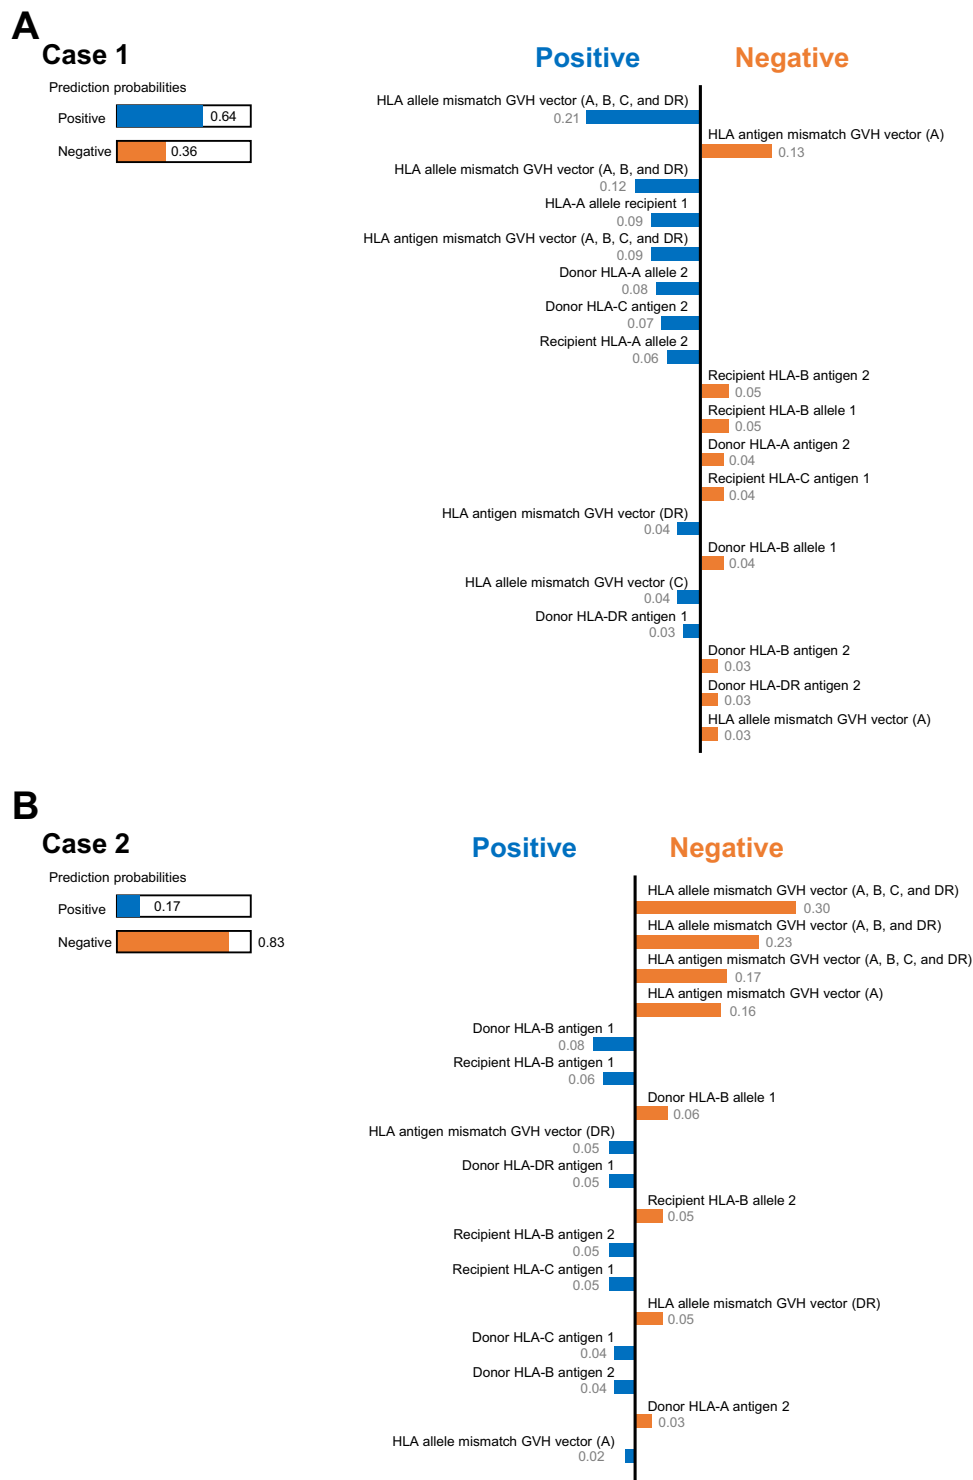 A
Case 1
Prediction probabilities
Positive 0.64
Negative 0.36
Positive Negative
HLA allele mismatch GVH vector (A, B, C, and DR)
0.21
HLA antigen mismatch GVH vector (A)
0.13
HLA allele mismatch GVH vector (A, B, and DR)
0.12
HLA-A allele recipient 1
0.09
HLA antigen mismatch GVH vector (A, B, C, and DR)
0.09
Donor HLA-A allele 2
0.08
Donor HLA-C antigen 2
0.07
Recipient HLA-A allele 2
0.06
Recipient HLA-B antigen 2
0.05
Recipient HLA-B allele 1
0.05
Donor HLA-A antigen 2
0.04
Recipient HLA-C antigen 1
0.04
HLA antigen mismatch GVH vector (DR)
0.04
Donor HLA-B allele 1
0.04
HLA allele mismatch GVH vector (C)
0.04
Donor HLA-DR antigen 1
0.03
Donor HLA-B antigen 2
0.03
Donor HLA-DR antigen 2
0.03
HLA allele mismatch GVH vector (A)
0.03
B
Case 2
Prediction probabilities
Positive 0.17
Negative 0.83
Positive Negative
HLA allele mismatch GVH vector (A, B, C, and DR)
0.30
HLA allele mismatch GVH vector (A, B, and DR)
0.23
HLA antigen mismatch GVH vector (A, B, C, and DR)
0.17
HLA antigen mismatch GVH vector (A)
0.16
Donor HLA-B antigen 1
0.08
Recipient HLA-B antigen 1
0.06
Donor HLA-B allele 1
0.06
HLA antigen mismatch GVH vector (DR)
0.05
Donor HLA-DR antigen 1
0.05
Recipient HLA-B allele 2
0.05
Recipient HLA-B antigen 2
0.05
Recipient HLA-C antigen 1
0.05
HLA allele mismatch GVH vector (DR)
0.05
Donor HLA-C antigen 1
0.04
Donor HLA-B antigen 2
0.04
Donor HLA-A antigen 2
0.03
HLA allele mismatch GVH vector (A)
0.02